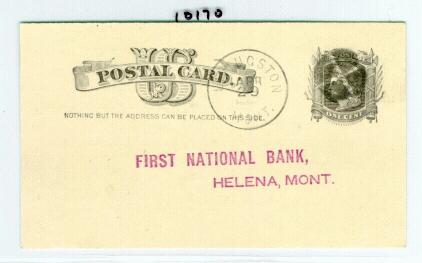 10170
US
POSTAL CARD.
NOTHING BUT THE ADDRESS CAN BE PLACED ON THIS SIDE.
ONE CENT
FIRST NATIONAL BANK,
HELENA, MONT.